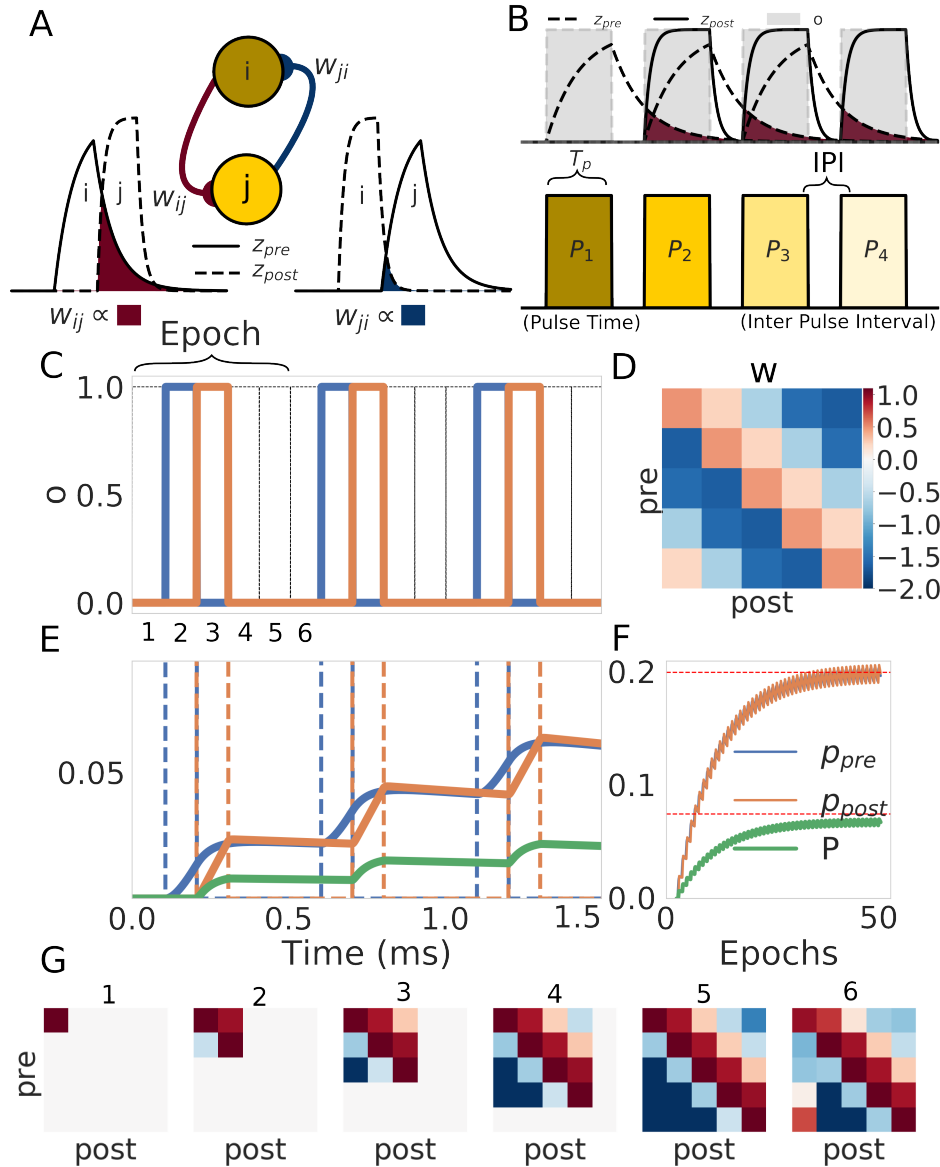 A
i
w_ji
j
w_ij
i
j
i
j
z_pre
z_post
w_ij ∝
w_ji ∝
B
z_pre
z_post
o
T_p
IPI
P_1
P_2
P_3
P_4
(Pulse Time)
(Inter Pulse Interval)
Epoch
C
1.0
0.5
0.0
o
1 2 3 4 5 6
D
w
pre
post
1.0
0.5
0.0
−0.5
−1.0
−1.5
−2.0
E
0.05
0.0 0.5 1.0 1.5
Time (ms)
F
0.2
0.1
0.0
p_pre
p_post
P
0 50
Epochs
G
1 2 3 4 5 6
pre
post post post post post post